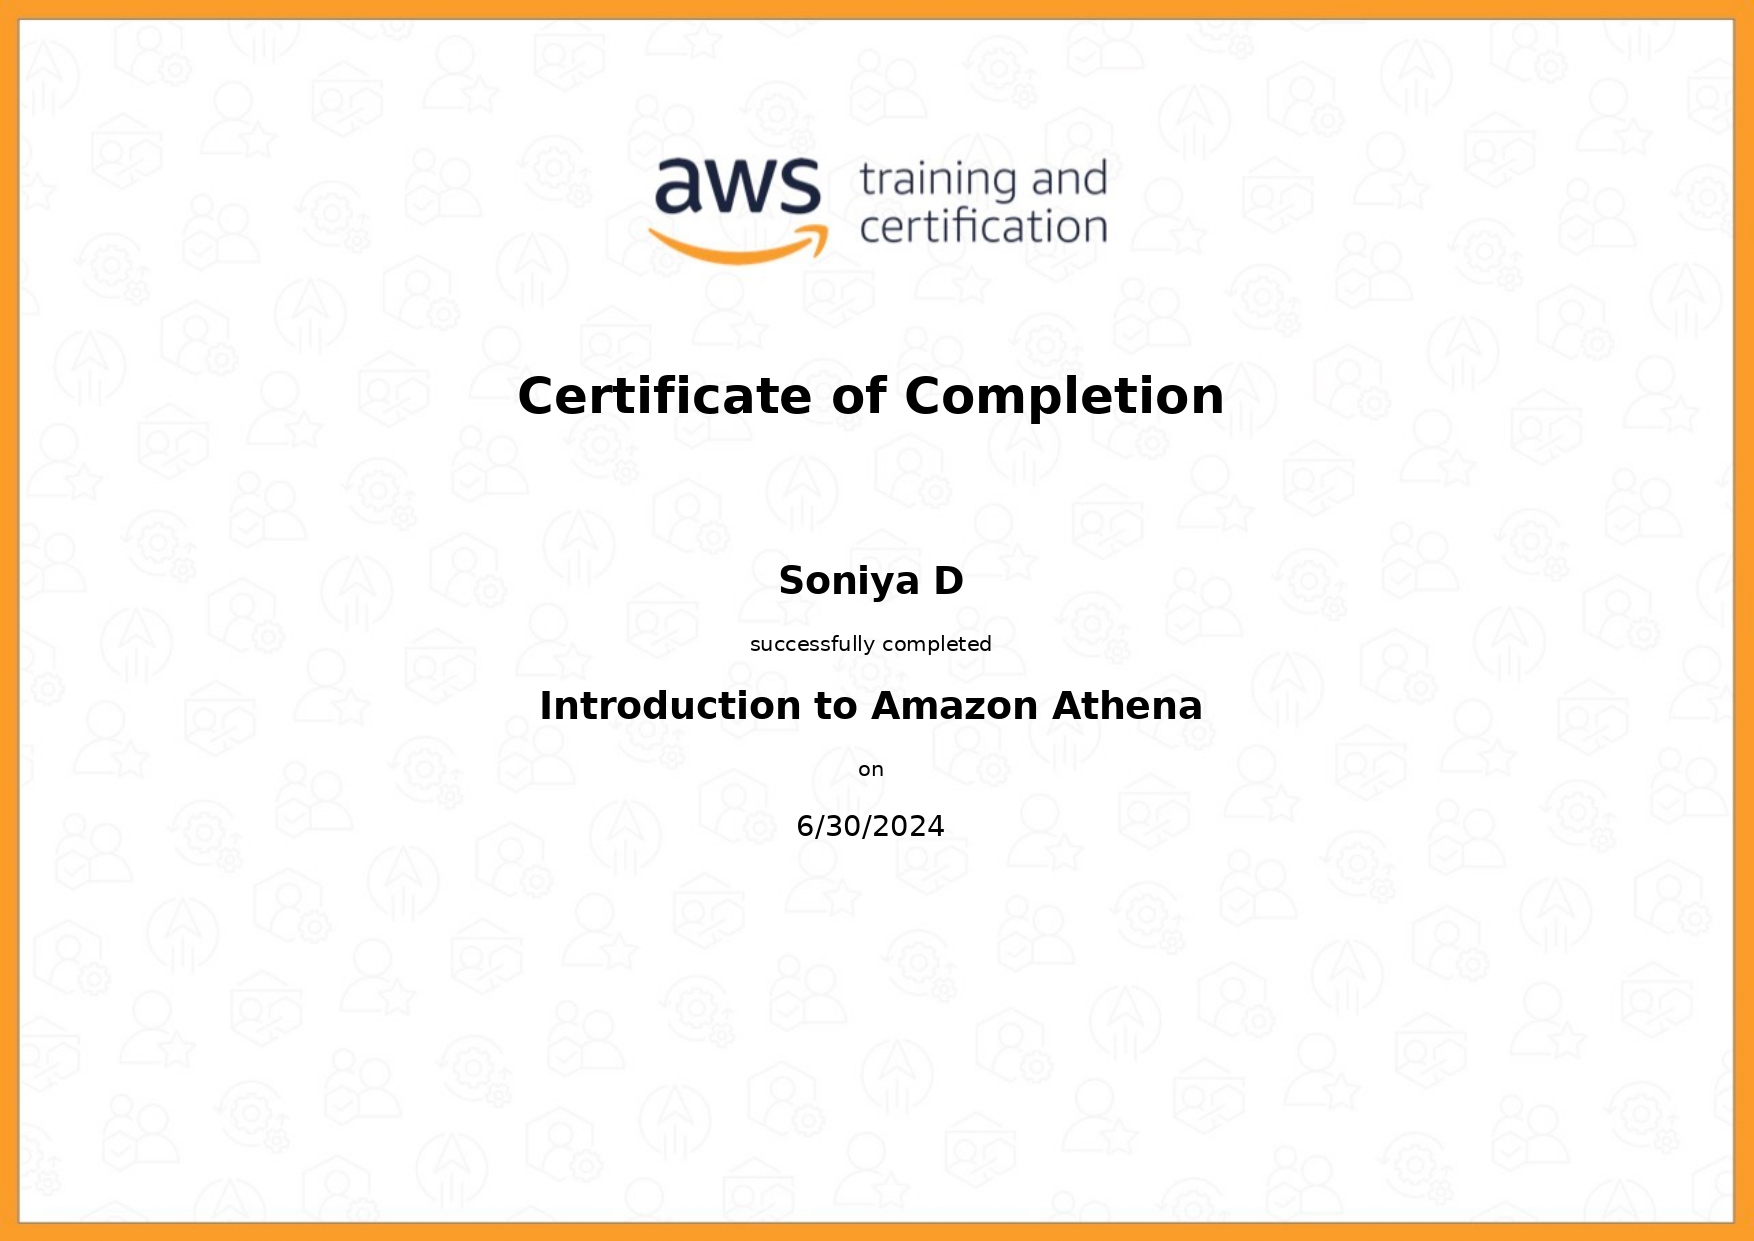 aws training and
certification
Certificate of Completion
Soniya D
successfully completed
Introduction to Amazon Athena
on
6/30/2024